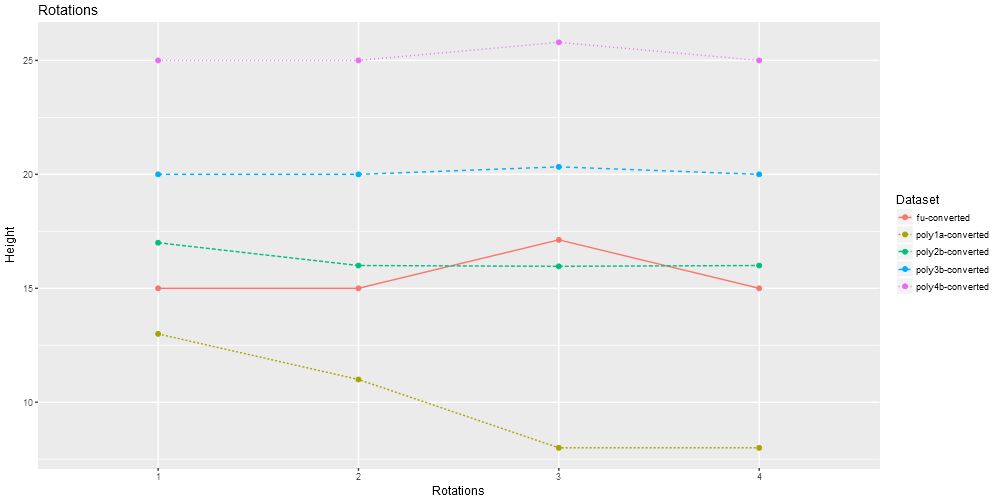 Rotations
25
20
15
10
Height
1 2 3 4
Rotations
Dataset
fu-converted
poly1a-converted
poly2b-converted
poly3b-converted
poly4b-converted